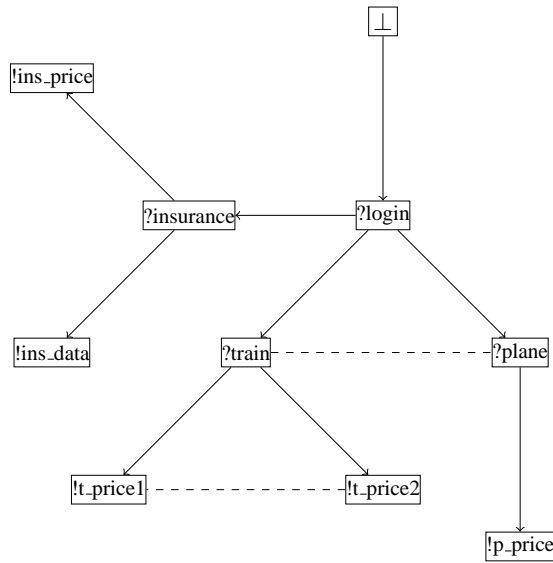 ⊥
!ins_price
?insurance
?login
!ins_data
?train
?plane
!t_price1
!t_price2
!p_price